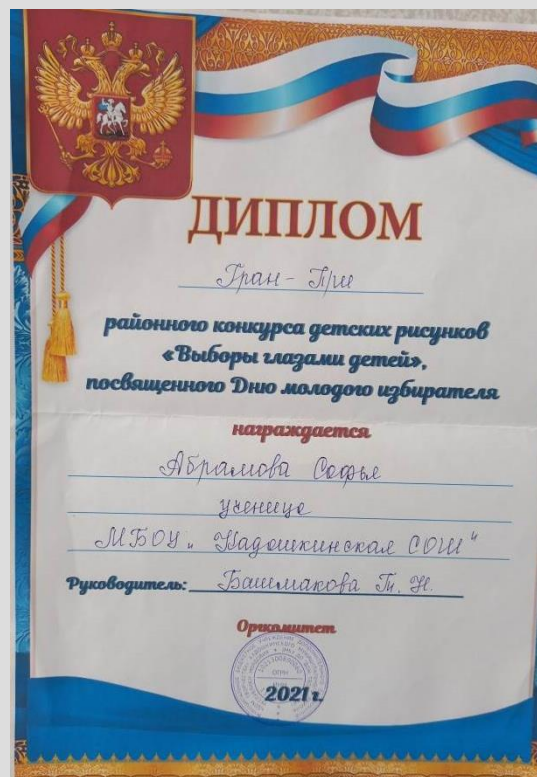 ДИПЛОМ
Гран-При
районного конкурса детских рисунков
«Выборы глазами детей»,
посвященного Дню молодого избирателя
награждается
Абрамова Софья
ученица
МБОУ „Кадошкинская СОШ"
Руководитель: Башмакова Т. Н.
Оргкомитет
2021 г.